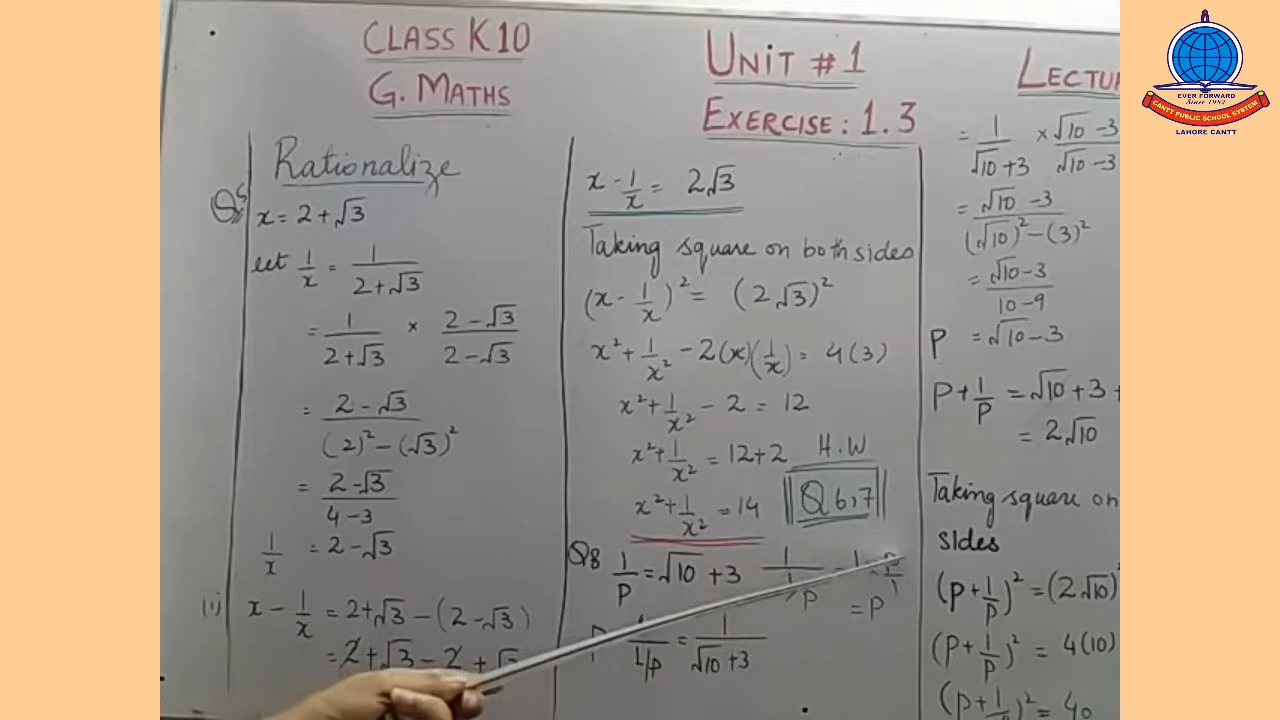 CLASS K10
G. MATHS
UNIT #1
EXERCISE: 1.3
LECTU
Rationalize
Q5
x = 2 + √3
let 1/x = 1/(2 + √3)
= 1/(2 + √3) × (2 - √3)/(2 - √3)
= (2 - √3)/((2)² - (√3)²)
= (2 - √3)/(4 - 3)
1/x = 2 - √3
(i) x - 1/x = 2 + √3 - (2 - √3)
= 2 + √3 - 2 +
x - 1/x = 2√3
Taking square on both sides
(x - 1/x)² = (2√3)²
x² + 1/x² - 2(x)(1/x) = 4(3)
x² + 1/x² - 2 = 12
x² + 1/x² = 12 + 2
x² + 1/x² = 14
H.W
Q 6,7
Q8 1/P = √10 + 3
1/(1/P)
= P
1/(1/P) = 1/(√10 + 3)
= 1/(√10 + 3) × (√10 - 3)/(√10 - 3)
= (√10 - 3)/((√10)² - (3)²)
= (√10 - 3)/(10 - 9)
P = √10 - 3
P + 1/P = √10 + 3 +
= 2√10
Taking square on
sides
(P + 1/P)² = (2√10)²
(P + 1/P)² = 4(10)
(P + 1/P)² = 40
EVER FORWARD
Since 1982
CANTT PUBLIC SCHOOL SYSTEM
LAHORE CANTT